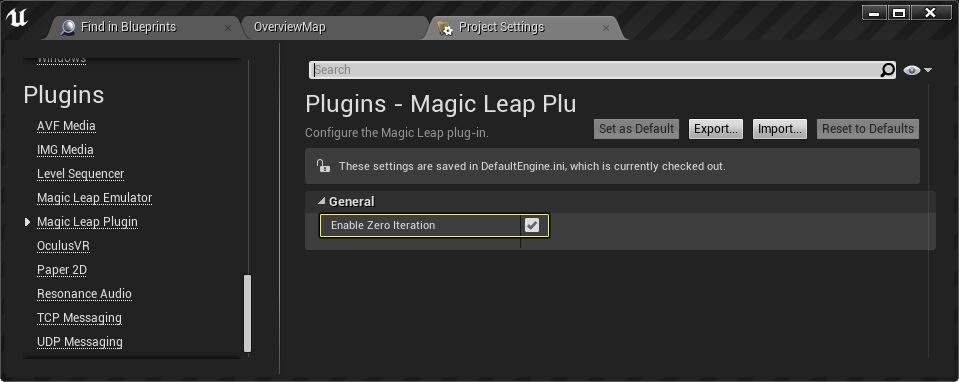 Find in Blueprints
OverviewMap
Project Settings
Windows
Plugins
AVF Media
IMG Media
Level Sequencer
Magic Leap Emulator
Magic Leap Plugin
OculusVR
Paper 2D
Resonance Audio
TCP Messaging
UDP Messaging
Search
Plugins - Magic Leap Plu
Configure the Magic Leap plug-in.
Set as Default
Export...
Import...
Reset to Defaults
These settings are saved in DefaultEngine.ini, which is currently checked out.
General
Enable Zero Iteration